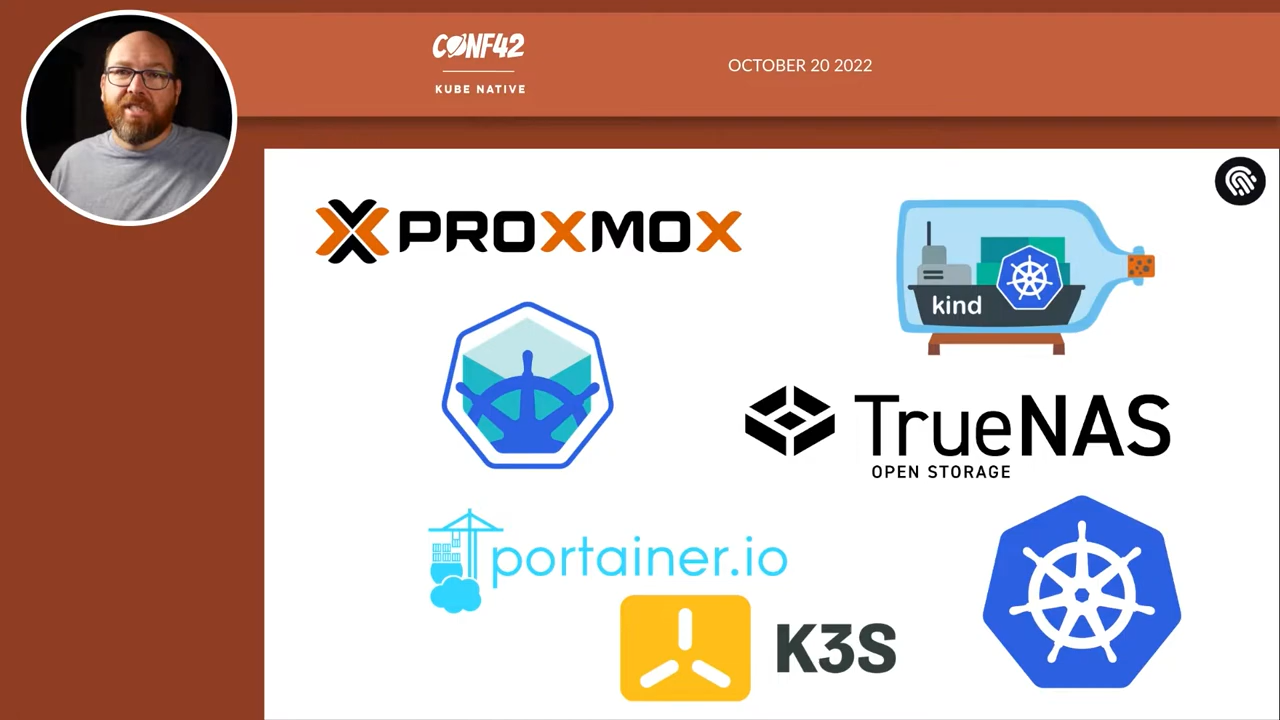 CONF42
KUBE NATIVE
OCTOBER 20 2022
PROXMOX
kind
TrueNAS
OPEN STORAGE
portainer.io
K3S